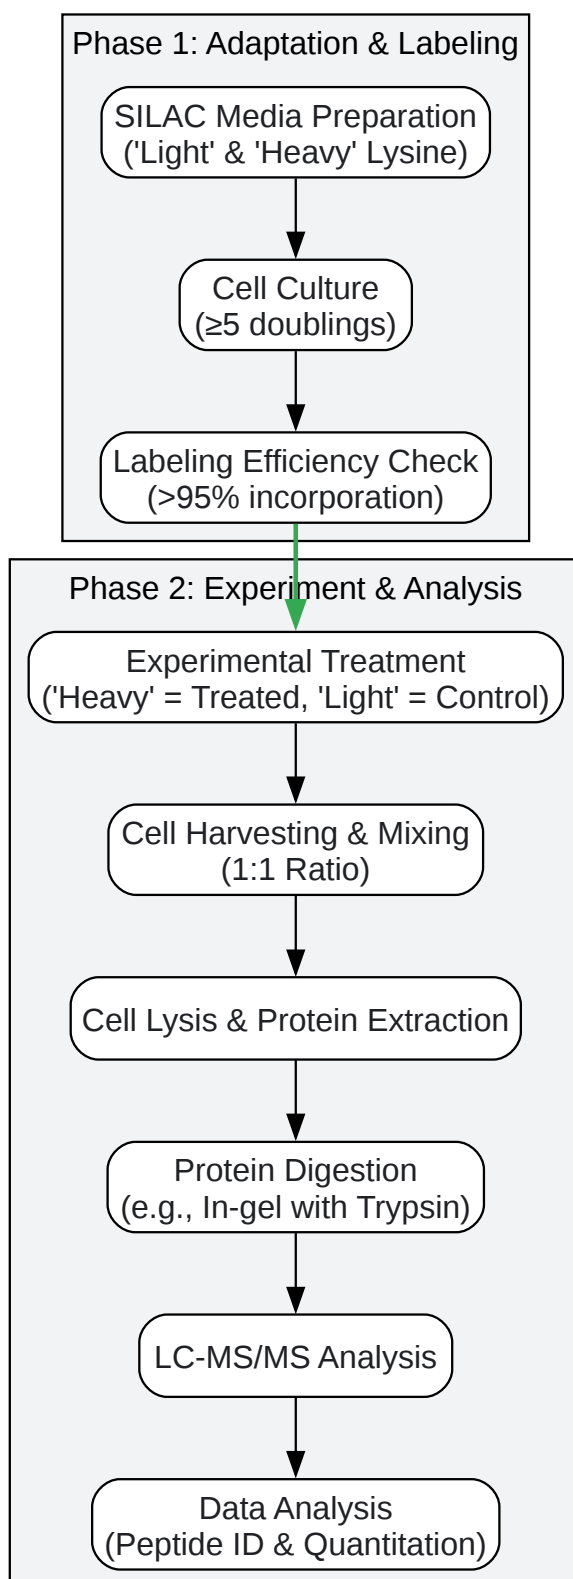 Phase 1: Adaptation & Labeling
SILAC Media Preparation
('Light' & 'Heavy' Lysine)
Cell Culture
(≥5 doublings)
Labeling Efficiency Check
(>95% incorporation)
Phase 2: Experiment & Analysis
Experimental Treatment
('Heavy' = Treated, 'Light' = Control)
Cell Harvesting & Mixing
(1:1 Ratio)
Cell Lysis & Protein Extraction
Protein Digestion
(e.g., In-gel with Trypsin)
LC-MS/MS Analysis
Data Analysis
(Peptide ID & Quantitation)